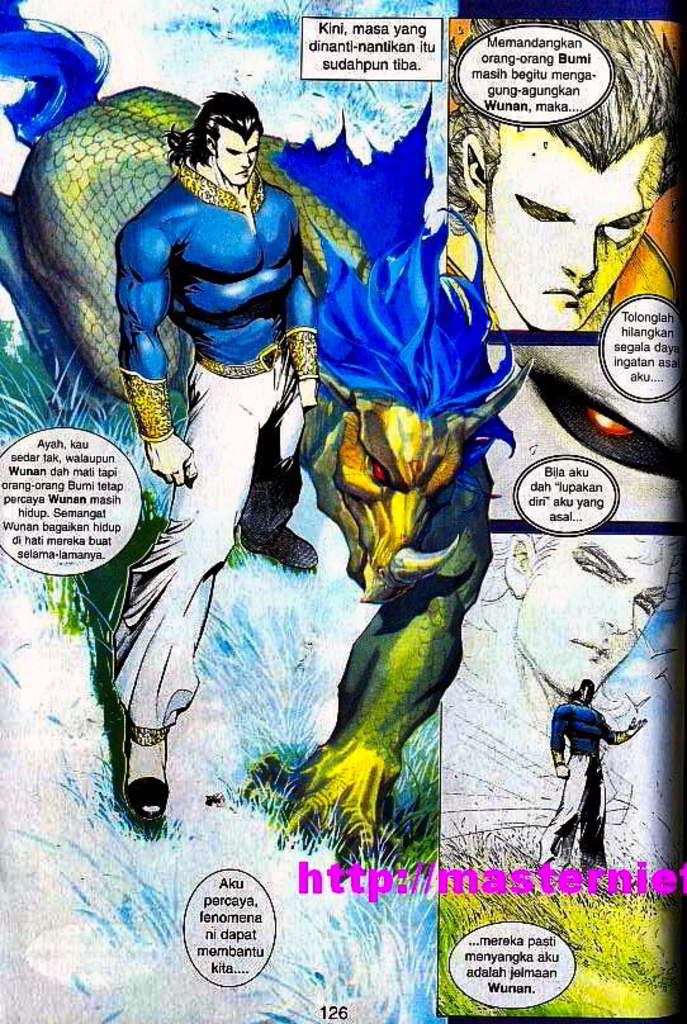 Kini, masa yang
dinanti-nantikan itu
sudahpun tiba.
Ayah, kau
sedar tak, walaupun
Wunan dah mati tapi
orang-orang Bumi tetap
percaya Wunan masih
hidup. Semangat
Wunan bagaikan hidup
di hati mereka buat
selama-lamanya.
Aku
percaya,
fenomena
ni dapat
membantu
kita....
Memandangkan
orang-orang Bumi
masih begitu menga-
gung-agungkan
Wunan, maka....
Tolonglah
hilangkan
segala daya
ingatan asal
aku....
Bila aku
dah "lupakan
diri" aku yang
asal...
...mereka pasti
menyangka aku
adalah jelmaan
Wunan.
http://masternief
126